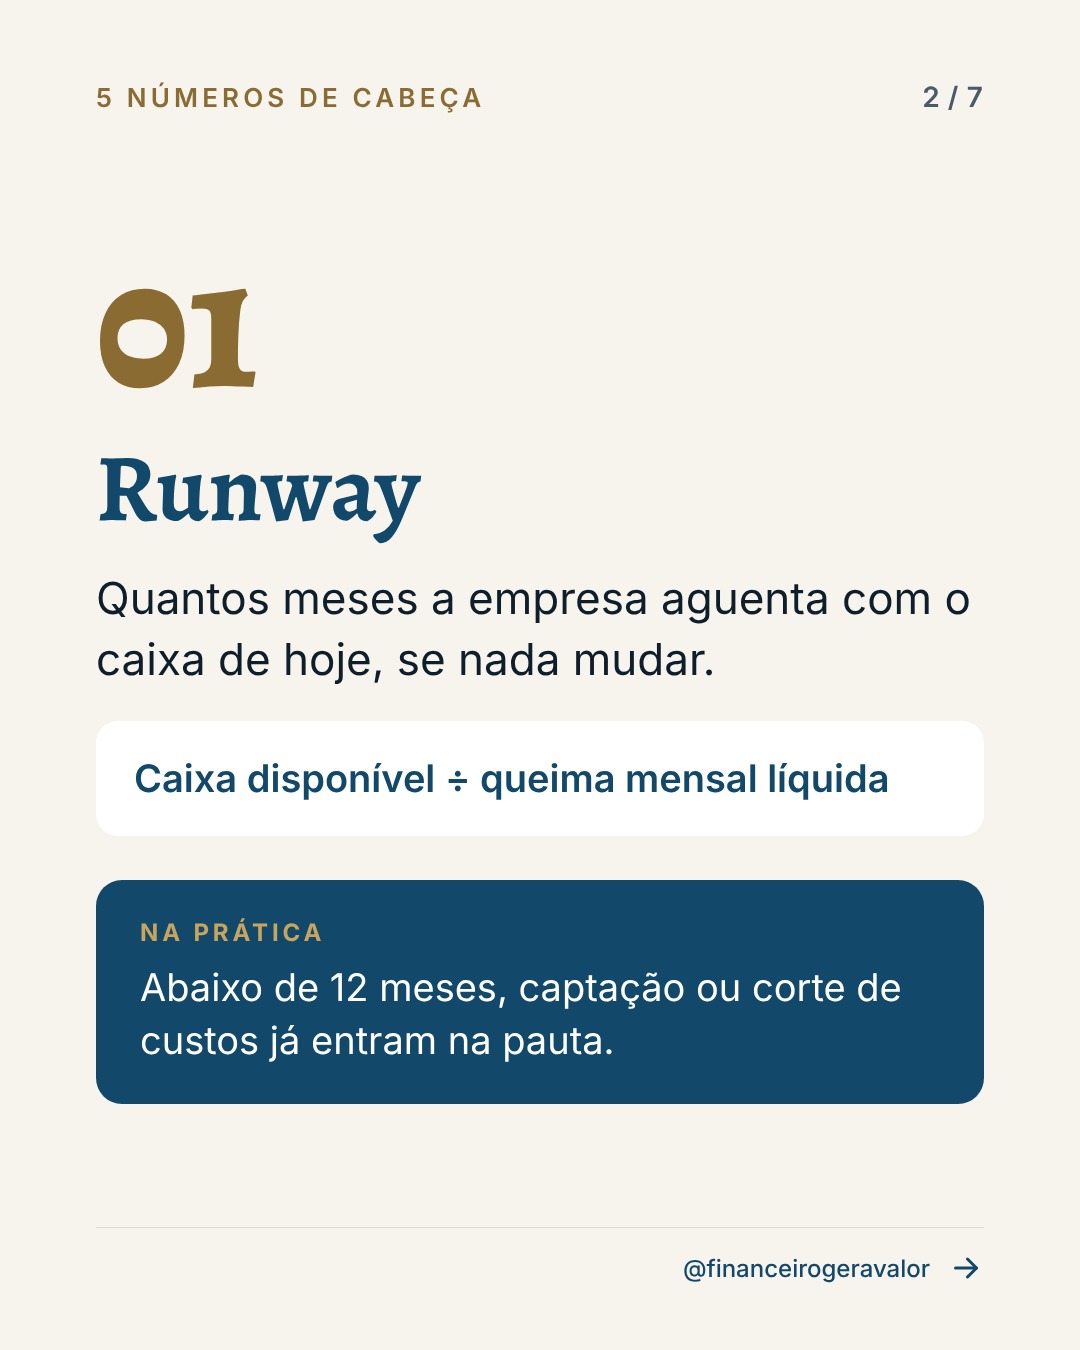 5 NÚMEROS DE CABEÇA
2 / 7
01
Runway
Quantos meses a empresa aguenta com o
caixa de hoje, se nada mudar.
Caixa disponível ÷ queima mensal líquida
NA PRÁTICA
Abaixo de 12 meses, captação ou corte de
custos já entram na pauta.
@financeirogeravalor →